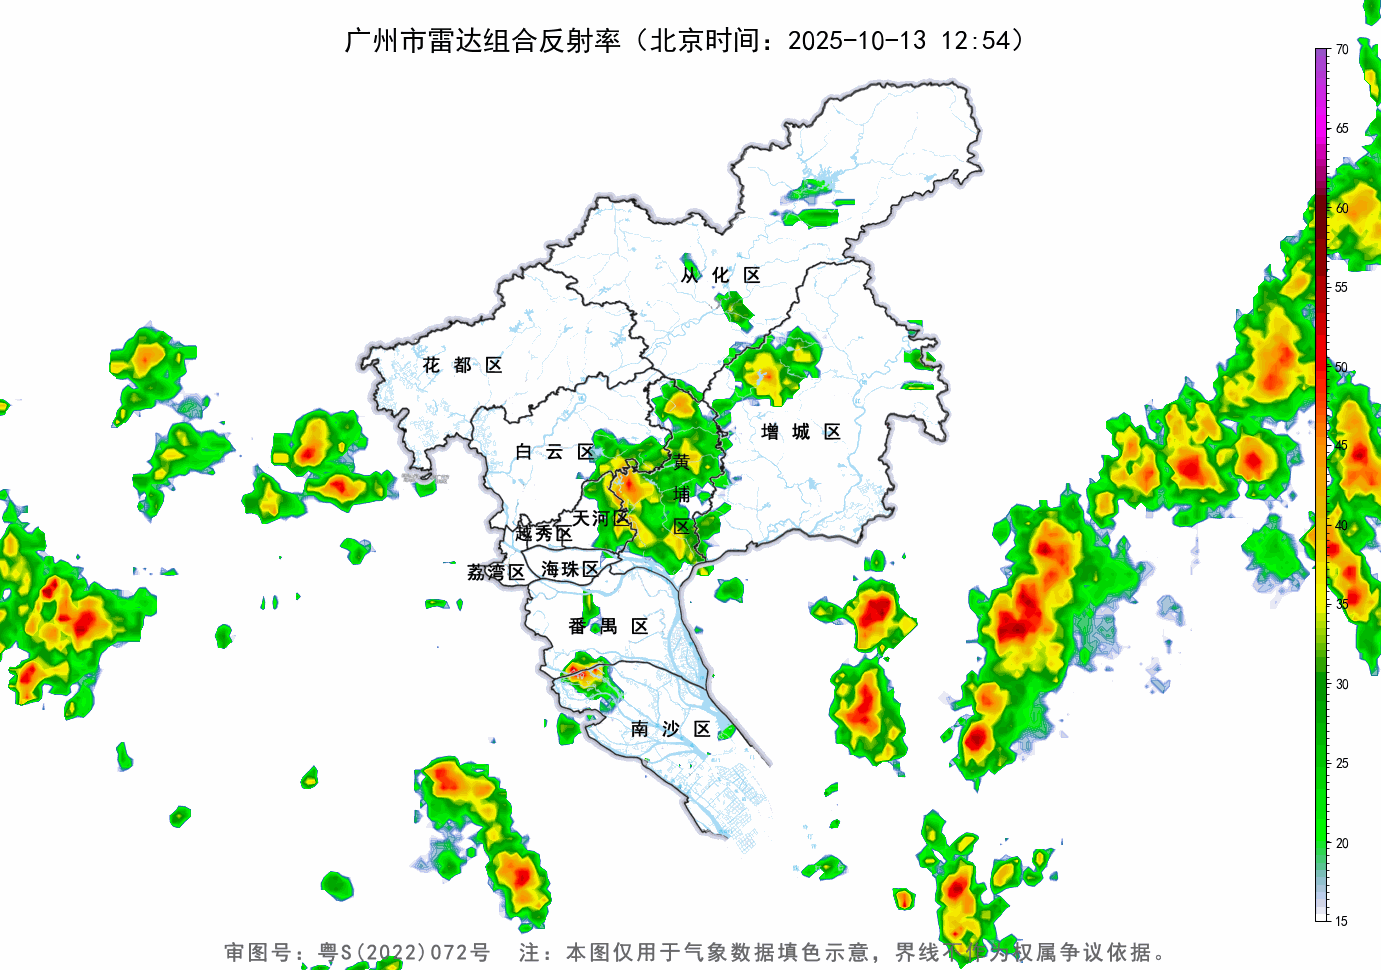 广州市雷达组合反射率（北京时间：2025-10-13 12:54）
70
65
60
55
50
45
40
35
30
25
20
15
从化区
花都区
增城区
白云区
黄埔区
天河区
越秀区
荔湾区
海珠区
番禺区
南沙区
审图号：粤S(2022)072号 注：本图仅用于气象数据填色示意，界线不作为权属争议依据。